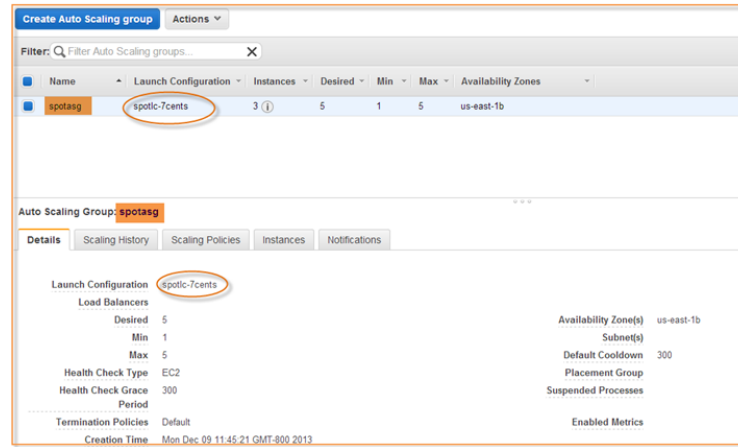 Create Auto Scaling group Actions
Filter: Filter Auto Scaling groups... X
Name Launch Configuration Instances Desired Min Max Availability Zones
spotasg spotlc-7cents 3 i 5 1 5 us-east-1b
Auto Scaling Group: spotasg
Details Scaling History Scaling Policies Instances Notifications
Launch Configuration spotlc-7cents
Load Balancers
Desired 5 Availability Zone(s) us-east-1b
Min 1 Subnet(s)
Max 5 Default Cooldown 300
Health Check Type EC2 Placement Group
Health Check Grace 300 Suspended Processes
Period
Termination Policies Default Enabled Metrics
Creation Time Mon Dec 09 11:45:21 GMT-800 2013